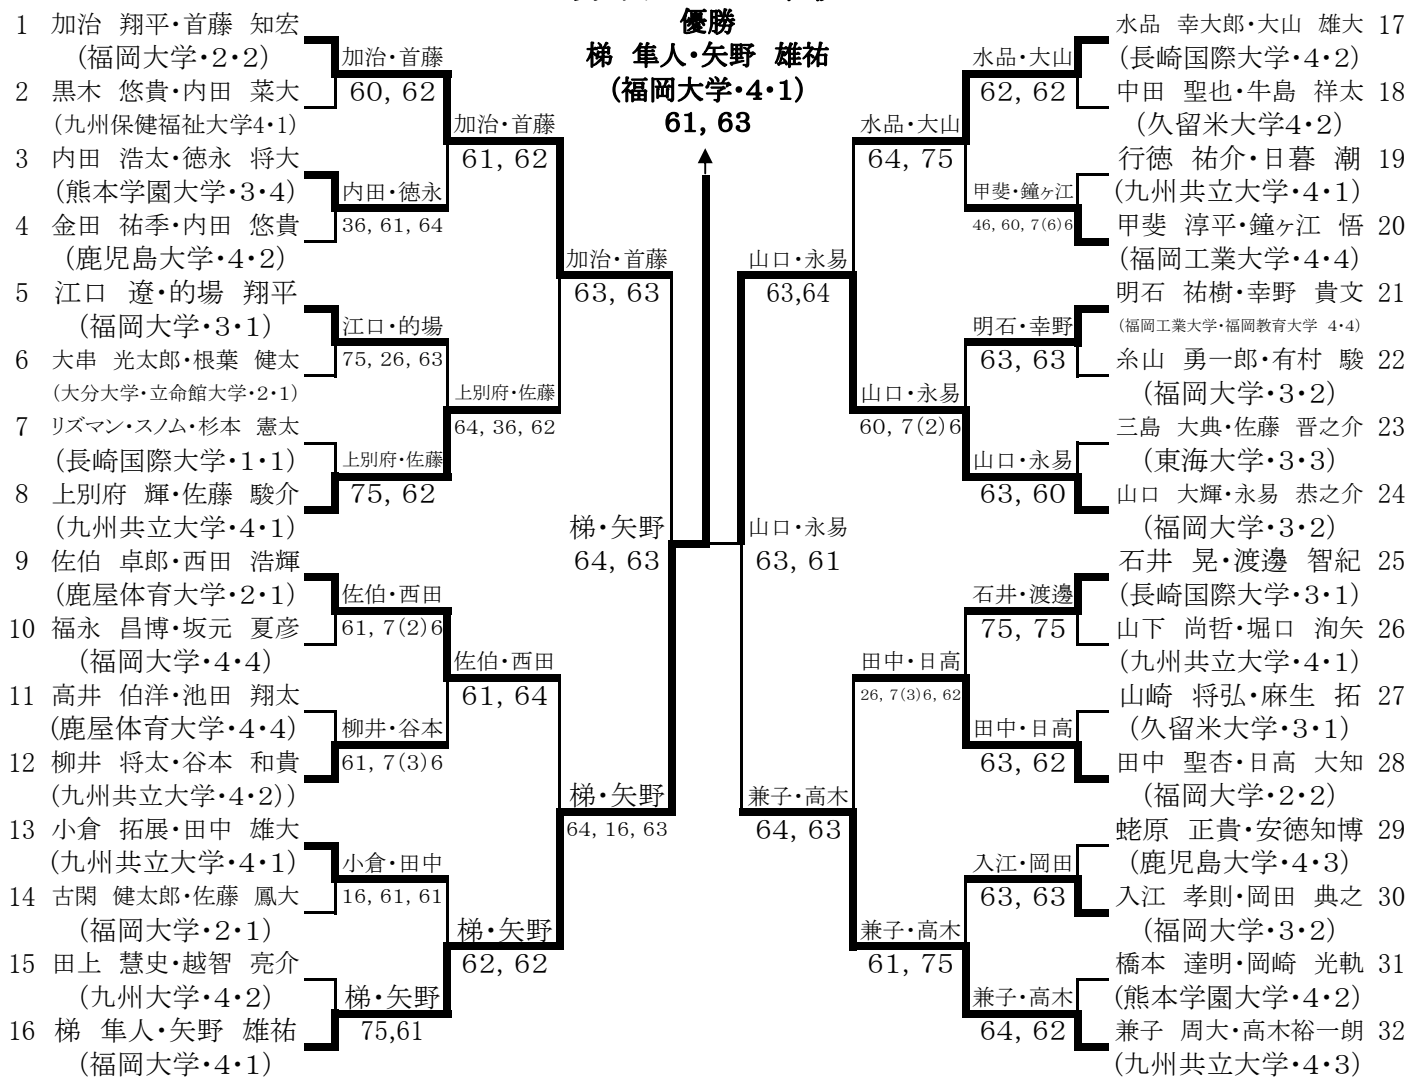 優勝
梯 隼人・矢野 雄祐
(福岡大学・4・1)
61, 63
1 加治 翔平・首藤 知宏
(福岡大学・2・2)
2 黒木 悠貴・内田 菜大
(九州保健福祉大学4・1)
3 内田 浩太・徳永 将大
(熊本学園大学・3・4)
4 金田 祐季・内田 悠貴
(鹿児島大学・4・2)
5 江口 遼・的場 翔平
(福岡大学・3・1)
6 大串 光太郎・根葉 健太
(大分大学・立命館大学・2・1)
7 リズマン・スノム・杉本 憲太
(長崎国際大学・1・1)
8 上別府 輝・佐藤 駿介
(九州共立大学・4・1)
9 佐伯 卓郎・西田 浩輝
(鹿屋体育大学・2・1)
10 福永 昌博・坂元 夏彦
(福岡大学・4・4)
11 高井 伯洋・池田 翔太
(鹿屋体育大学・4・4)
12 柳井 将太・谷本 和貴
(九州共立大学・4・2))
13 小倉 拓展・田中 雄大
(九州共立大学・4・1)
14 古閑 健太郎・佐藤 鳳大
(福岡大学・2・1)
15 田上 慧史・越智 亮介
(九州大学・4・2)
16 梯 隼人・矢野 雄祐
(福岡大学・4・1)
加治・首藤
60, 62
内田・徳永
36, 61, 64
江口・的場
75, 26, 63
上別府・佐藤
75, 62
佐伯・西田
61, 7(2)6
柳井・谷本
61, 7(3)6
小倉・田中
16, 61, 61
梯・矢野
75,61
加治・首藤
61, 62
上別府・佐藤
64, 36, 62
佐伯・西田
61, 64
梯・矢野
62, 62
加治・首藤
63, 63
梯・矢野
64, 16, 63
梯・矢野
64, 63
山口・永易
63, 61
山口・永易
63,64
兼子・高木
64, 63
水品・大山
64, 75
山口・永易
60, 7(2)6
田中・日高
26, 7(3)6, 62
兼子・高木
61, 75
水品・大山
62, 62
甲斐・鐘ヶ江
46, 60, 7(6)6
明石・幸野
63, 63
山口・永易
63, 60
石井・渡邊
75, 75
田中・日高
63, 62
入江・岡田
63, 63
兼子・高木
64, 62
水品 幸大郎・大山 雄大 17
(長崎国際大学・4・2)
中田 聖也・牛島 祥太 18
(久留米大学4・2)
行徳 祐介・日暮 潮 19
(九州共立大学・4・1)
甲斐 淳平・鐘ヶ江 悟 20
(福岡工業大学・4・4)
明石 祐樹・幸野 貴文 21
(福岡工業大学・福岡教育大学 4・4)
糸山 勇一郎・有村 駿 22
(福岡大学・3・2)
三島 大典・佐藤 晋之介 23
(東海大学・3・3)
山口 大輝・永易 恭之介 24
(福岡大学・3・2)
石井 晃・渡邊 智紀 25
(長崎国際大学・3・1)
山下 尚哲・堀口 洵矢 26
(九州共立大学・4・1)
山崎 将弘・麻生 拓 27
(久留米大学・3・1)
田中 聖杏・日高 大知 28
(福岡大学・2・2)
蛯原 正貴・安徳知博 29
(鹿児島大学・4・3)
入江 孝則・岡田 典之 30
(福岡大学・3・2)
橋本 達明・岡崎 光軌 31
(熊本学園大学・4・2)
兼子 周大・高木裕一朗 32
(九州共立大学・4・3)